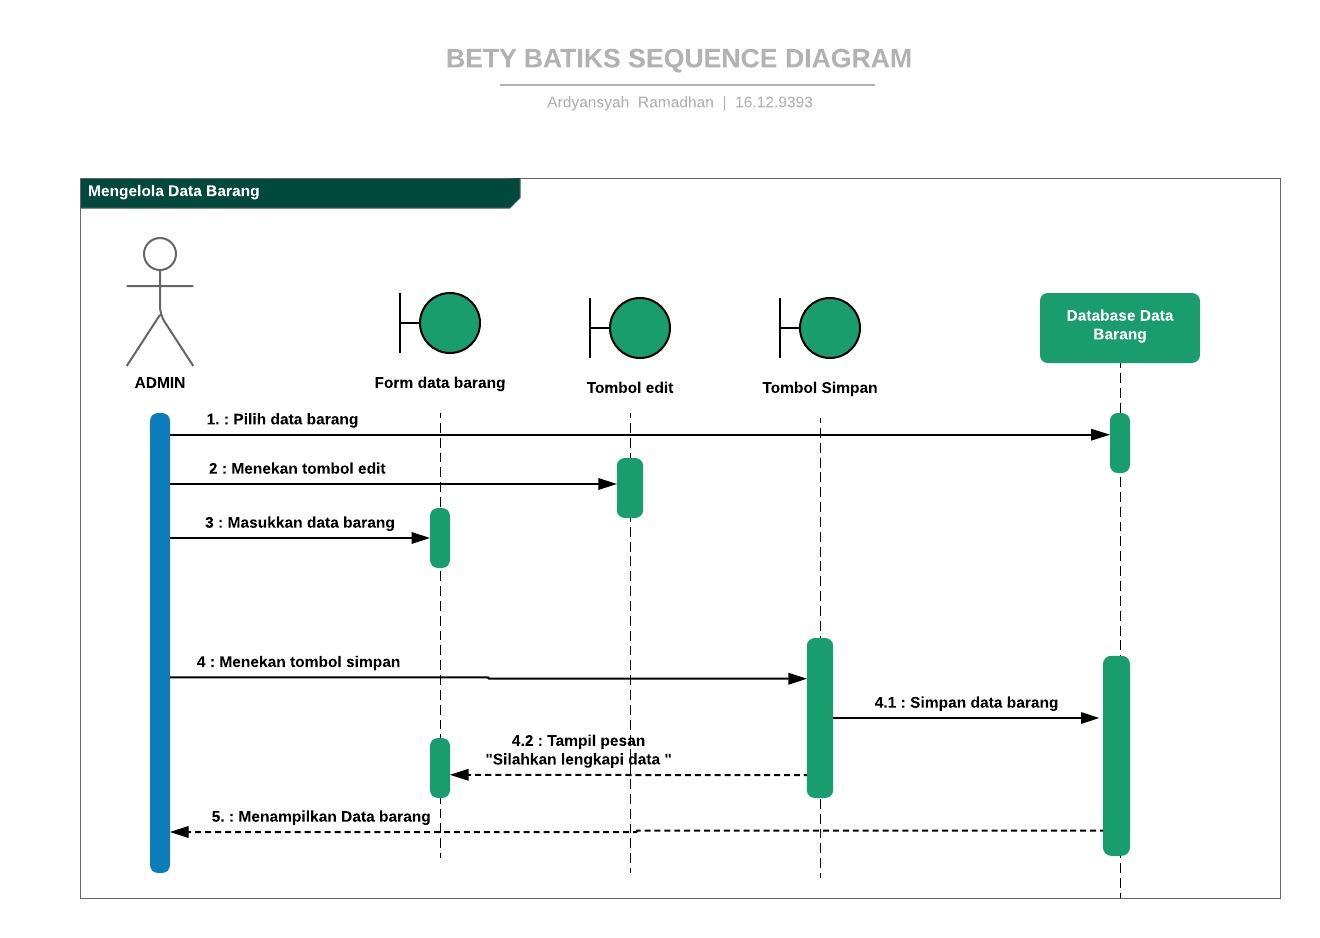 BETY BATIKS SEQUENCE DIAGRAM
Ardyansyah Ramadhan | 16.12.9393
Mengelola Data Barang
Database Data
Barang
ADMIN
Form data barang
Tombol edit
Tombol Simpan
1. : Pilih data barang
2 : Menekan tombol edit
3 : Masukkan data barang
4 : Menekan tombol simpan
4.1 : Simpan data barang
4.2 : Tampil pesan
"Silahkan lengkapi data "
5. : Menampilkan Data barang